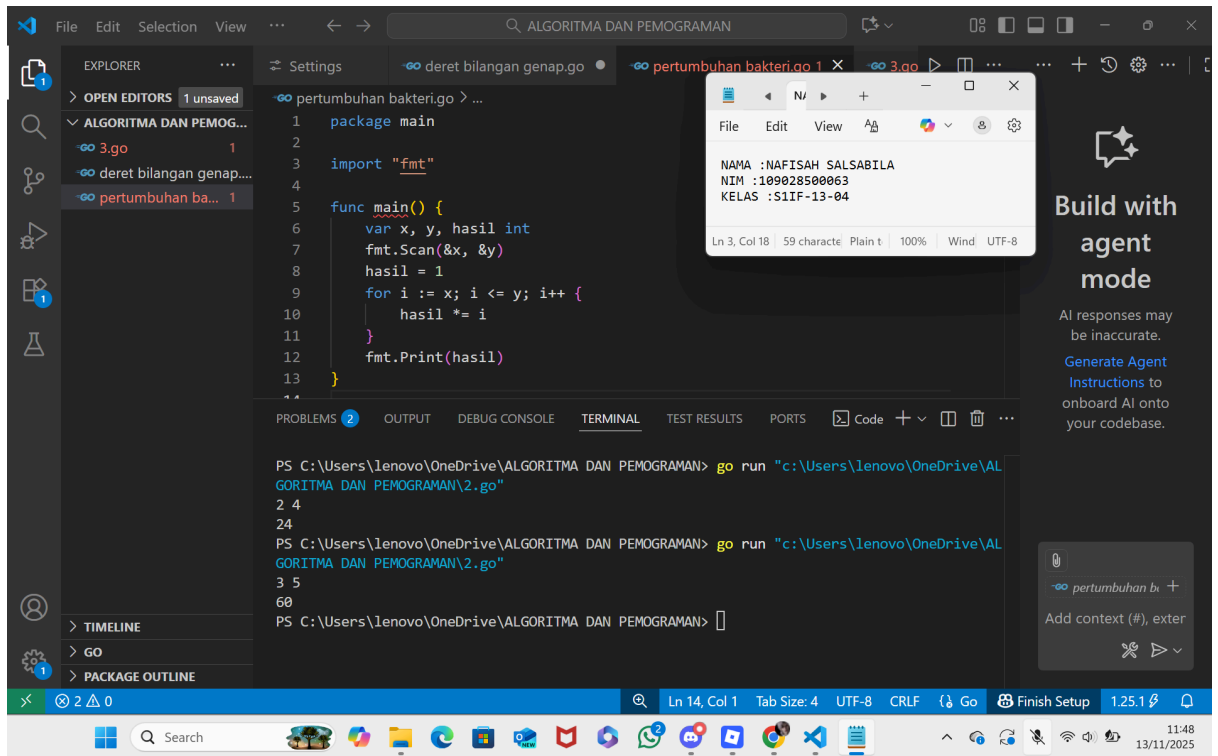 File Edit Selection View ··· ALGORITMA DAN PEMOGRAMAN
EXPLORER ···
OPEN EDITORS 1 unsaved
ALGORITMA DAN PEMOG...
GO 3.go 1
GO deret bilangan genap....
GO pertumbuhan ba... 1
TIMELINE
GO
PACKAGE OUTLINE
Settings GO deret bilangan genap.go GO pertumbuhan bakteri.go 1 GO 3.go
GO pertumbuhan bakteri.go > ...
1 package main
2
3 import "fmt"
4
5 func main() {
6 var x, y, hasil int
7 fmt.Scan(&x, &y)
8 hasil = 1
9 for i := x; i <= y; i++ {
10 hasil *= i
11 }
12 fmt.Print(hasil)
13 }
14
File Edit View
NAMA :NAFISAH SALSABILA
NIM :109028500063
KELAS :S1IF-13-04
Ln 3, Col 18 59 characte Plain t 100% Wind UTF-8
PROBLEMS 2 OUTPUT DEBUG CONSOLE TERMINAL TEST RESULTS PORTS Code
PS C:\Users\lenovo\OneDrive\ALGORITMA DAN PEMOGRAMAN> go run "c:\Users\lenovo\OneDrive\AL
GORITMA DAN PEMOGRAMAN\2.go"
2 4
24
PS C:\Users\lenovo\OneDrive\ALGORITMA DAN PEMOGRAMAN> go run "c:\Users\lenovo\OneDrive\AL
GORITMA DAN PEMOGRAMAN\2.go"
3 5
60
PS C:\Users\lenovo\OneDrive\ALGORITMA DAN PEMOGRAMAN>
Build with
agent
mode
AI responses may
be inaccurate.
Generate Agent
Instructions to
onboard AI onto
your codebase.
GO pertumbuhan b
Add context (#), exter
2 0 Ln 14, Col 1 Tab Size: 4 UTF-8 CRLF Go Finish Setup 1.25.1
Search
11:48
13/11/2025